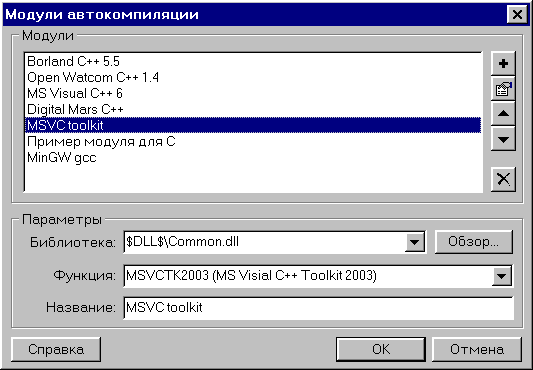 Модули автокомпиляции
Модули
Borland C++ 5.5
Open Watcom C++ 1.4
MS Visual C++ 6
Digital Mars C++
MSVC toolkit
Пример модуля для C
MinGW gcc
Параметры
Библиотека: $DLL$\Common.dll Обзор...
Функция: MSVCTK2003 (MS Visial C++ Toolkit 2003)
Название: MSVC toolkit
Справка OK Отмена